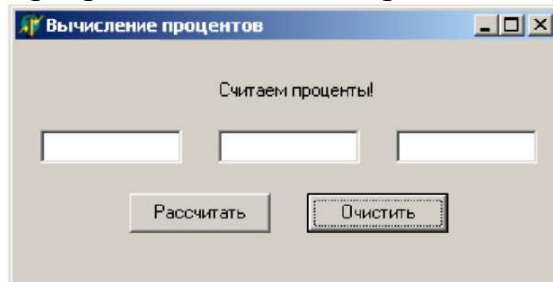 Вычисление процентов
Считаем проценты!
Рассчитать
Очистить